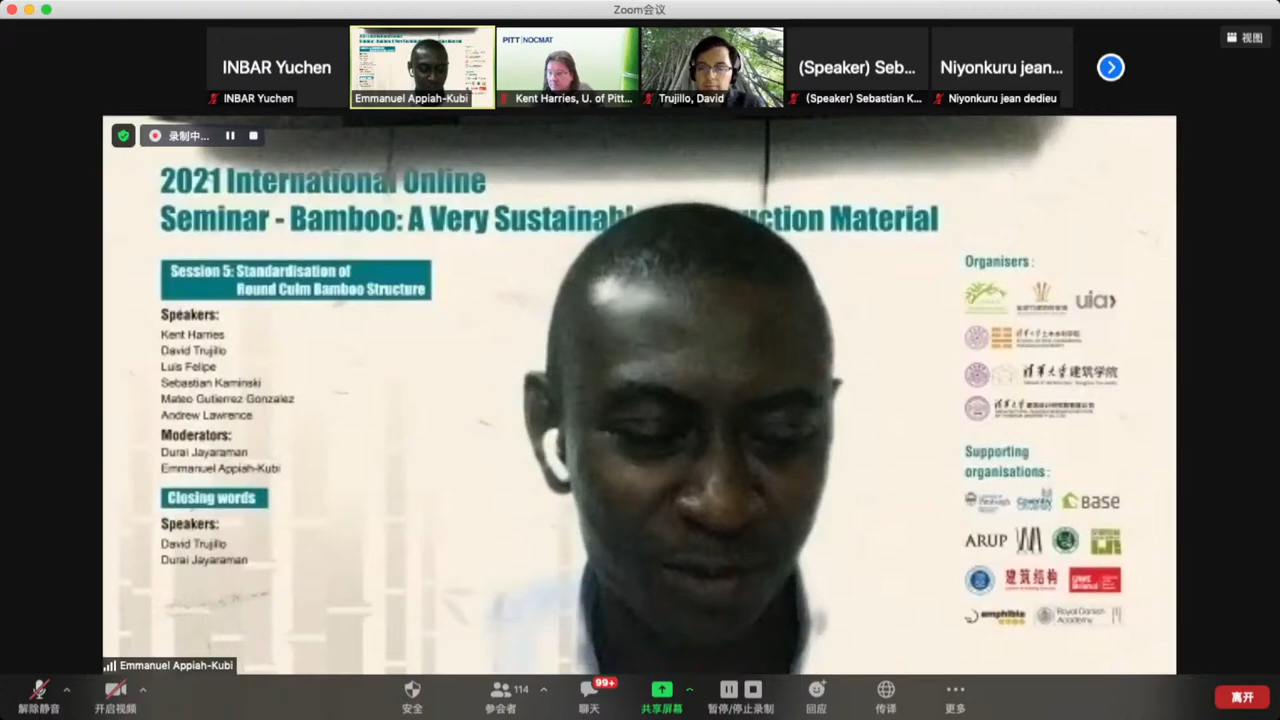 Zoom会议
视图
INBAR Yuchen
INBAR Yuchen
Emmanuel Appiah-Kubi
PITT NOCMAT
Kent Harries, U. of Pitt...
Trujillo, David
(Speaker) Seb...
(Speaker) Sebastian K...
Niyonkuru jean...
Niyonkuru jean dedieu
录制中...
2021 International Online
Seminar - Bamboo: A Very Sustainab uction Material
Session 5: Standardisation of
Round Culm Bamboo Structure
Speakers:
Kent Harries
David Trujillo
Luis Felipe
Sebastian Kaminski
Mateo Gutierrez Gonzalez
Andrew Lawrence
Moderators:
Durai Jayaraman
Emmanuel Appiah-Kubi
Closing words
Speakers:
David Trujillo
Durai Jayaraman
Organisers:
uia
清华大学 建筑学院
Supporting
organisations:
Coventry
BASE
ARUP
建筑结构
amphibia
Royal Danish
Academy
Emmanuel Appiah-Kubi
解除静音
开启视频
安全
114
参会者
99+
聊天
共享屏幕
暂停/停止录制
回应
传译
更多
离开